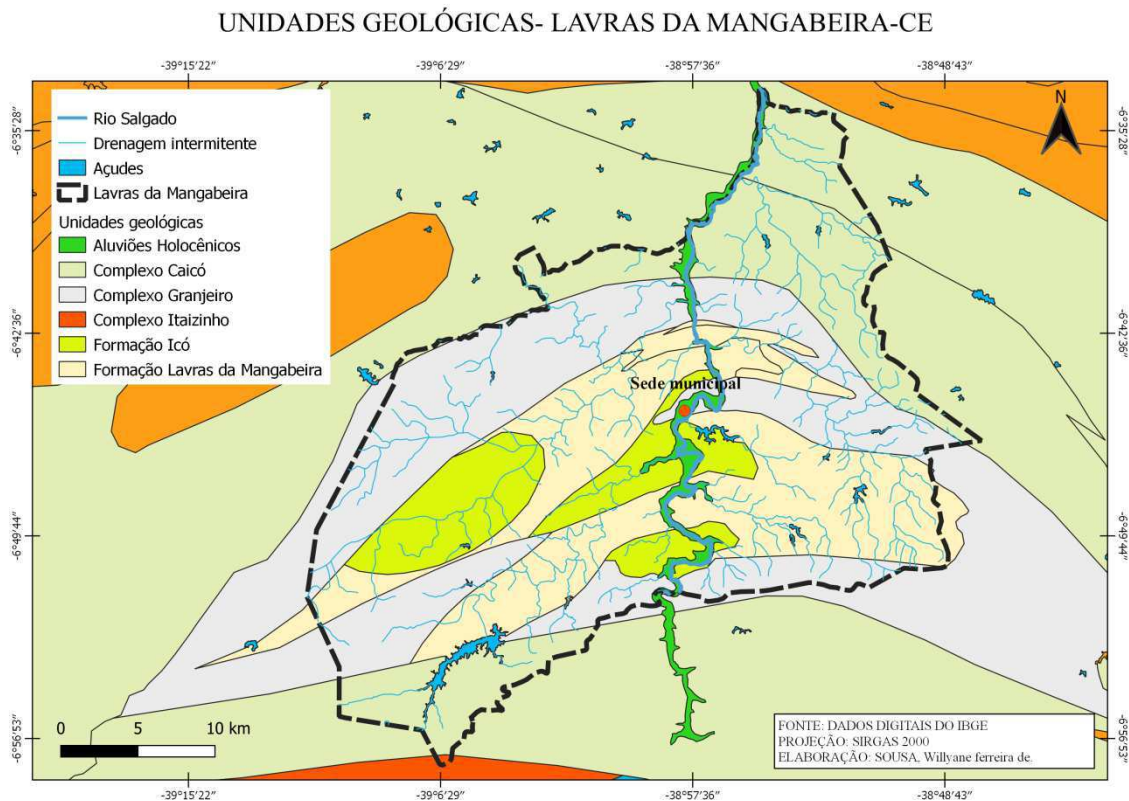 UNIDADES GEOLÓGICAS- LAVRAS DA MANGABEIRA-CE
-39°15'22" -39°6'29" -38°57'36" -38°48'43"
-6°35'28" -6°35'28"
-6°42'36" -6°42'36"
-6°49'44" -6°49'44"
-6°56'53" -6°56'53"
N
Rio Salgado
Drenagem intermitente
Açudes
Lavras da Mangabeira
Unidades geológicas
Aluviões Holocênicos
Complexo Caicó
Complexo Granjeiro
Complexo Itaizinho
Formação Icó
Formação Lavras da Mangabeira
Sede municipal
0 5 10 km
FONTE: DADOS DIGITAIS DO IBGE
PROJEÇÃO: SIRGAS 2000
ELABORAÇÃO: SOUSA, Willyane ferreira de.
-39°15'22" -39°6'29" -38°57'36" -38°48'43"